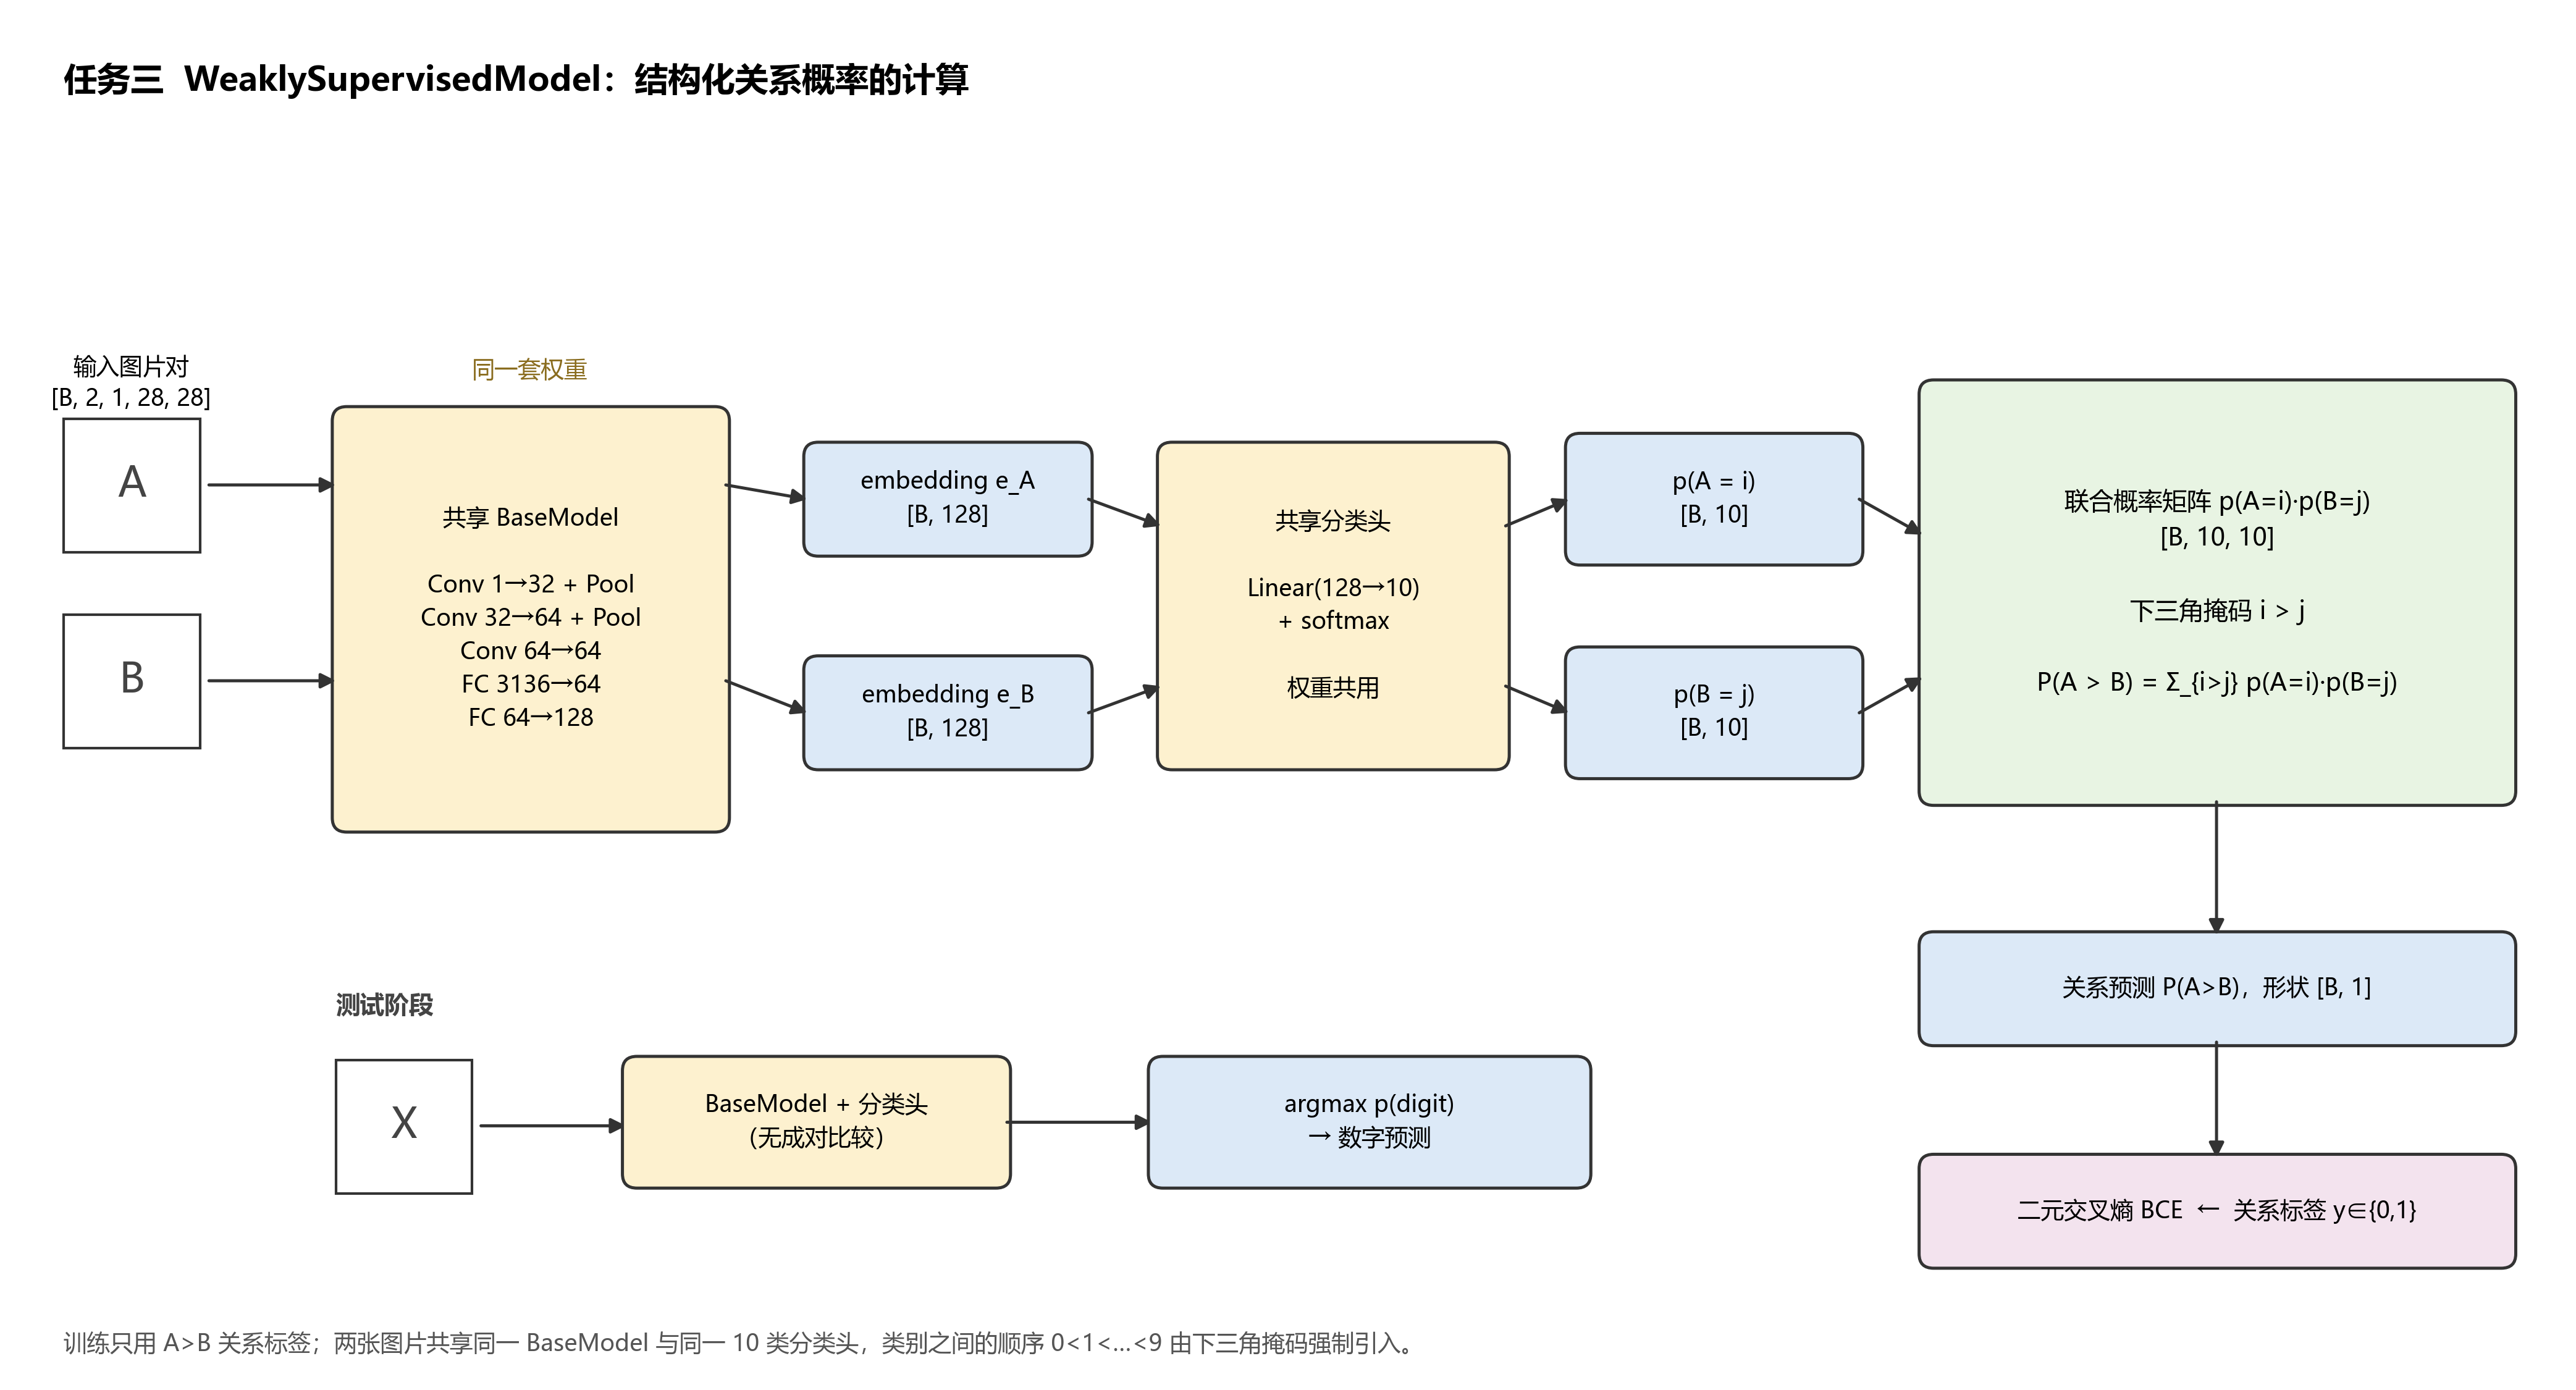 任务三 WeaklySupervisedModel：结构化关系概率的计算
输入图片对
[B, 2, 1, 28, 28]
A
B
同一套权重
共享 BaseModel
Conv 1→32 + Pool
Conv 32→64 + Pool
Conv 64→64
FC 3136→64
FC 64→128
embedding e_A
[B, 128]
embedding e_B
[B, 128]
共享分类头
Linear(128→10)
+ softmax
权重共用
p(A = i)
[B, 10]
p(B = j)
[B, 10]
联合概率矩阵 p(A=i)·p(B=j)
[B, 10, 10]
下三角掩码 i > j
P(A > B) = Σ_{i>j} p(A=i)·p(B=j)
关系预测 P(A>B)，形状 [B, 1]
二元交叉熵 BCE ← 关系标签 y∈{0,1}
测试阶段
X
BaseModel + 分类头
（无成对比较）
argmax p(digit)
→ 数字预测
训练只用 A>B 关系标签；两张图片共享同一 BaseModel 与同一 10 类分类头，类别之间的顺序 0<1<…<9 由下三角掩码强制引入。